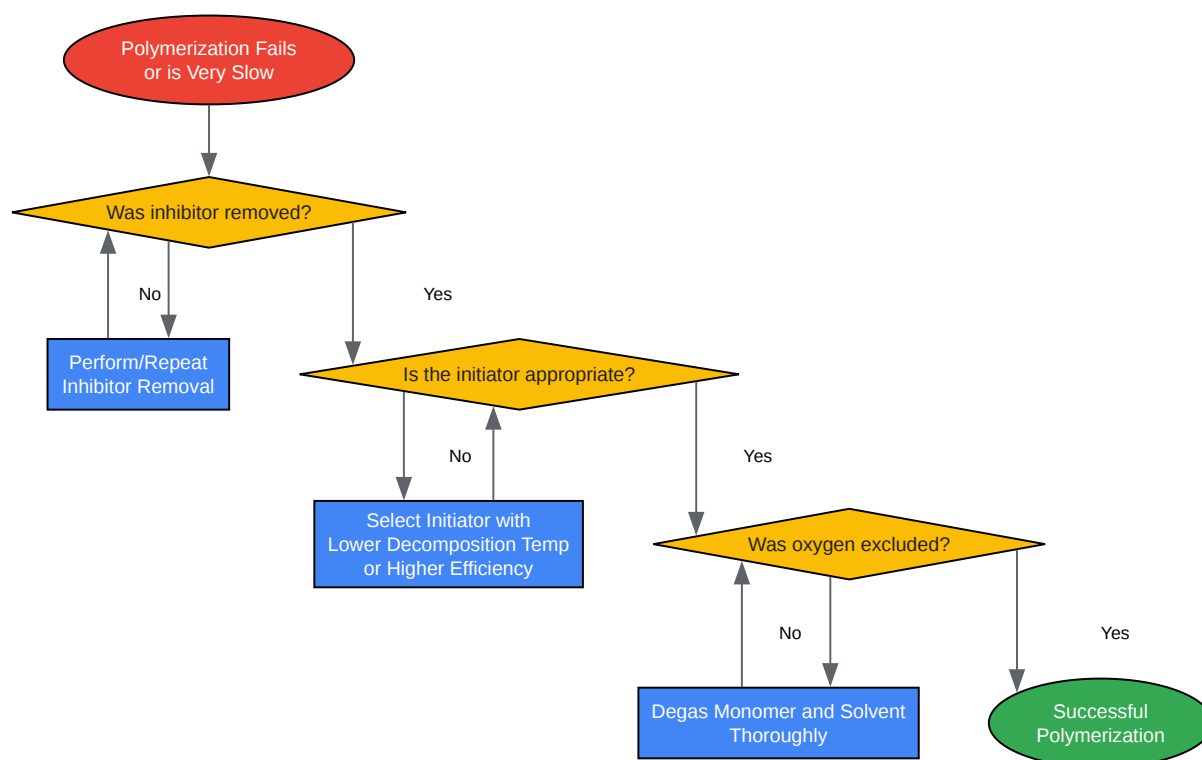 Polymerization Fails
or is Very Slow
Was inhibitor removed?
No
Yes
Perform/Repeat
Inhibitor Removal
Is the initiator appropriate?
No
Yes
Select Initiator with
Lower Decomposition Temp
or Higher Efficiency
Was oxygen excluded?
No
Yes
Degas Monomer and Solvent
Thoroughly
Successful
Polymerization